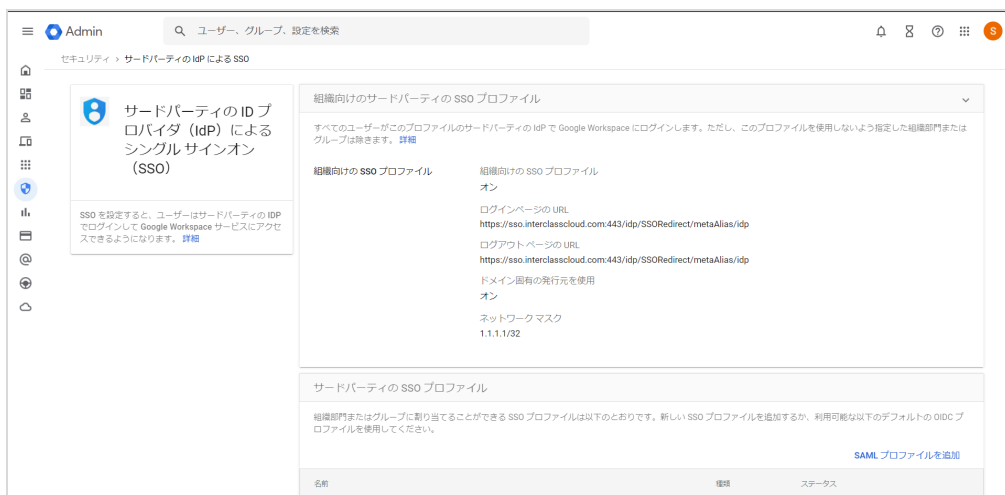 Admin
ユーザー、グループ、設定を検索
S
セキュリティ > サードパーティの IdP による SSO
サードパーティの ID プ
ロバイダ（IdP）による
シングル サインオン
（SSO）
SSO を設定すると、ユーザーはサードパーティの IDP
でログインして Google Workspace サービスにアクセ
スできるようになります。 詳細
組織向けのサードパーティの SSO プロファイル
すべてのユーザーがこのプロファイルのサードパーティの IdP で Google Workspace にログインします。ただし、このプロファイルを使用しないよう指定した組織部門または
グループは除きます。 詳細
組織向けの SSO プロファイル
組織向けの SSO プロファイル
オン
ログインページの URL
https://sso.interclasscloud.com:443/idp/SSORedirect/metaAlias/idp
ログアウト ページの URL
https://sso.interclasscloud.com:443/idp/SSORedirect/metaAlias/idp
ドメイン固有の発行元を使用
オン
ネットワーク マスク
1.1.1.1/32
サードパーティの SSO プロファイル
組織部門またはグループに割り当てることができる SSO プロファイルは以下のとおりです。新しい SSO プロファイルを追加するか、利用可能な以下のデフォルトの OIDC プ
ロファイルを使用してください。
SAML プロファイルを追加
名前 種類 ステータス